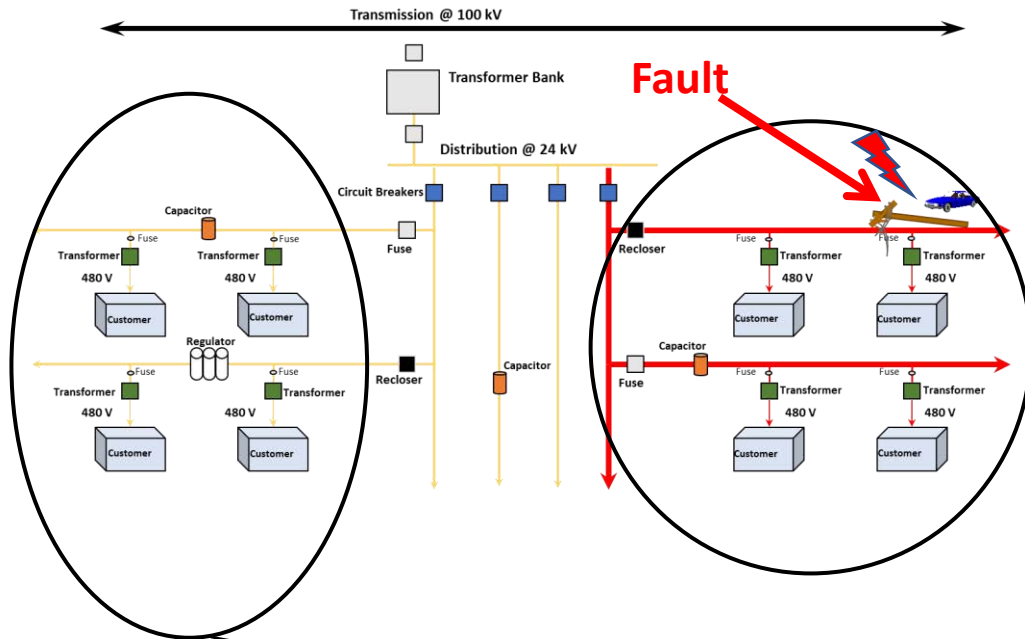 Transmission @ 100 kV
Transformer Bank
Fault
Distribution @ 24 kV
Circuit Breakers
Capacitor
Fuse
Fuse
Fuse
Transformer
Transformer
480 V
480 V
Customer
Customer
Regulator
Recloser
Fuse
Fuse
Transformer
Transformer
480 V
480 V
Customer
Customer
Capacitor
Recloser
Fuse
Fuse
Transformer
Transformer
480 V
480 V
Customer
Customer
Capacitor
Fuse
Fuse
Fuse
Transformer
Transformer
480 V
480 V
Customer
Customer